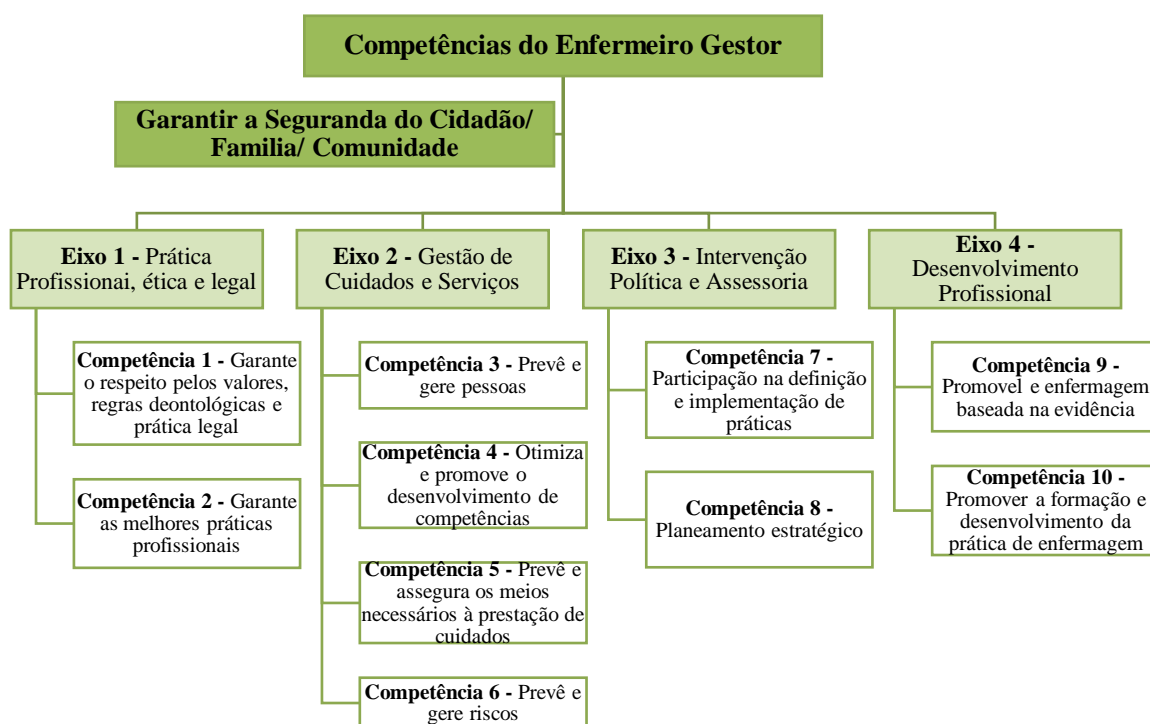 Competências do Enfermeiro Gestor
Garantir a Seguranda do Cidadão/
Familia/ Comunidade
Eixo 1 - Prática
Profissionai, ética e legal
Competência 1 - Garante
o respeito pelos valores,
regras deontológicas e
prática legal
Competência 2 - Garante
as melhores práticas
profissionais
Eixo 2 - Gestão de
Cuidados e Serviços
Competência 3 - Prevê e
gere pessoas
Competência 4 - Otimiza
e promove o
desenvolvimento de
competências
Competência 5 - Prevê e
assegura os meios
necessários à prestação de
cuidados
Competência 6 - Prevê e
gere riscos
Eixo 3 - Intervenção
Política e Assessoria
Competência 7 -
Participação na definição
e implementação de
práticas
Competência 8 -
Planeamento estratégico
Eixo 4 -
Desenvolvimento
Profissional
Competência 9 -
Promovel e enfermagem
baseada na evidência
Competência 10 -
Promover a formação e
desenvolvimento da
prática de enfermagem